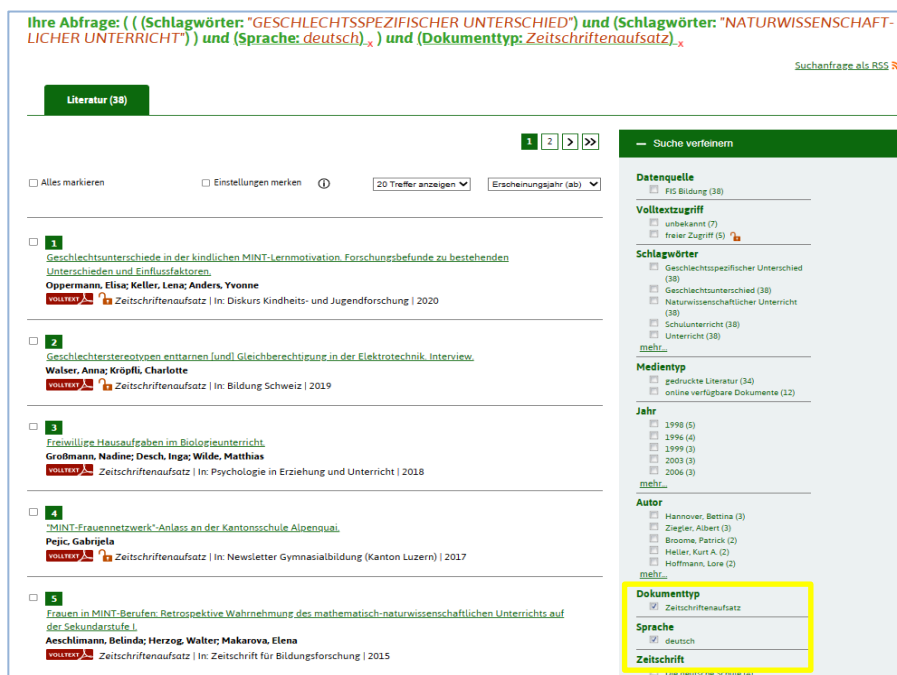 Ihre Abfrage: ( ( (Schlagwörter: "GESCHLECHTSSPEZIFISCHER UNTERSCHIED") und (Schlagwörter: "NATURWISSENSCHAFT-
LICHER UNTERRICHT") ) und (Sprache: deutsch) x ) und (Dokumenttyp: Zeitschriftenaufsatz) x
Suchanfrage als RSS
Literatur (38)
1 2 > >>
Alles markieren
Einstellungen merken
20 Treffer anzeigen
Erscheinungsjahr (ab)
1
Geschlechtsunterschiede in der kindlichen MINT-Lernmotivation. Forschungsbefunde zu bestehenden
Unterschieden und Einflussfaktoren.
Oppermann, Elisa; Keller, Lena; Anders, Yvonne
VOLLTEXT Zeitschriftenaufsatz | In: Diskurs Kindheits- und Jugendforschung | 2020
2
Geschlechterstereotypen enttarnen [und] Gleichberechtigung in der Elektrotechnik. Interview.
Walser, Anna; Kröpfli, Charlotte
VOLLTEXT Zeitschriftenaufsatz | In: Bildung Schweiz | 2019
3
Freiwillige Hausaufgaben im Biologieunterricht.
Großmann, Nadine; Desch, Inga; Wilde, Matthias
VOLLTEXT Zeitschriftenaufsatz | In: Psychologie in Erziehung und Unterricht | 2018
4
"MINT-Frauennetzwerk"-Anlass an der Kantonsschule Alpenquai.
Pejic, Gabrijela
VOLLTEXT Zeitschriftenaufsatz | In: Newsletter Gymnasialbildung (Kanton Luzern) | 2017
5
Frauen in MINT-Berufen: Retrospektive Wahrnehmung des mathematisch-naturwissenschaftlichen Unterrichts auf
der Sekundarstufe I.
Aeschlimann, Belinda; Herzog, Walter; Makarova, Elena
VOLLTEXT Zeitschriftenaufsatz | In: Zeitschrift für Bildungsforschung | 2015
– Suche verfeinern
Datenquelle
FIS Bildung (38)
Volltextzugriff
unbekannt (7)
freier Zugriff (5)
Schlagwörter
Geschlechtsspezifischer Unterschied
(38)
Geschlechtsunterschied (38)
Naturwissenschaftlicher Unterricht
(38)
Schulunterricht (38)
Unterricht (38)
mehr...
Medientyp
gedruckte Literatur (34)
online verfügbare Dokumente (12)
Jahr
1998 (5)
1996 (4)
1999 (3)
2003 (3)
2006 (3)
mehr...
Autor
Hannover, Bettina (3)
Ziegler, Albert (3)
Broome, Patrick (2)
Heller, Kurt A. (2)
Hoffmann, Lore (2)
mehr...
Dokumenttyp
Zeitschriftenaufsatz
Sprache
deutsch
Zeitschrift